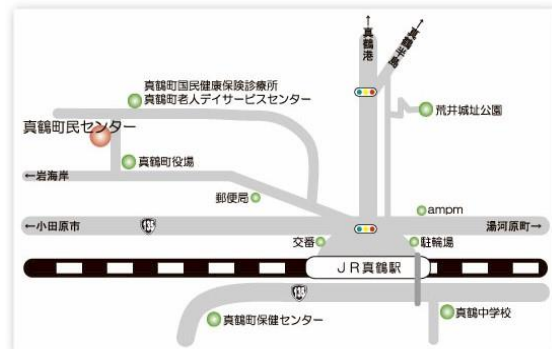 ↑真鶴港
↑真鶴半島
真鶴町国民健康保険診療所
真鶴町老人デイサービスセンター
荒井城址公園
真鶴町民センター
真鶴町役場
←岩海岸
郵便局
ampm
←小田原市
135
湯河原町→
交番
駐輪場
JR真鶴駅
135
真鶴町保健センター
真鶴中学校